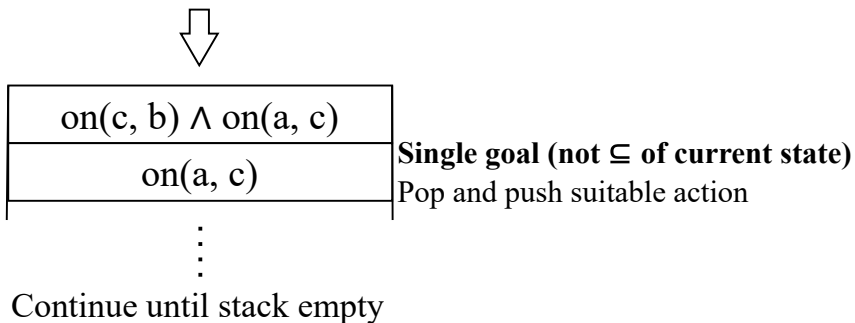 on(c, b) ∧ on(a, c)
Single goal (not ⊆ of current state)
on(a, c)
Pop and push suitable action
Continue until stack empty